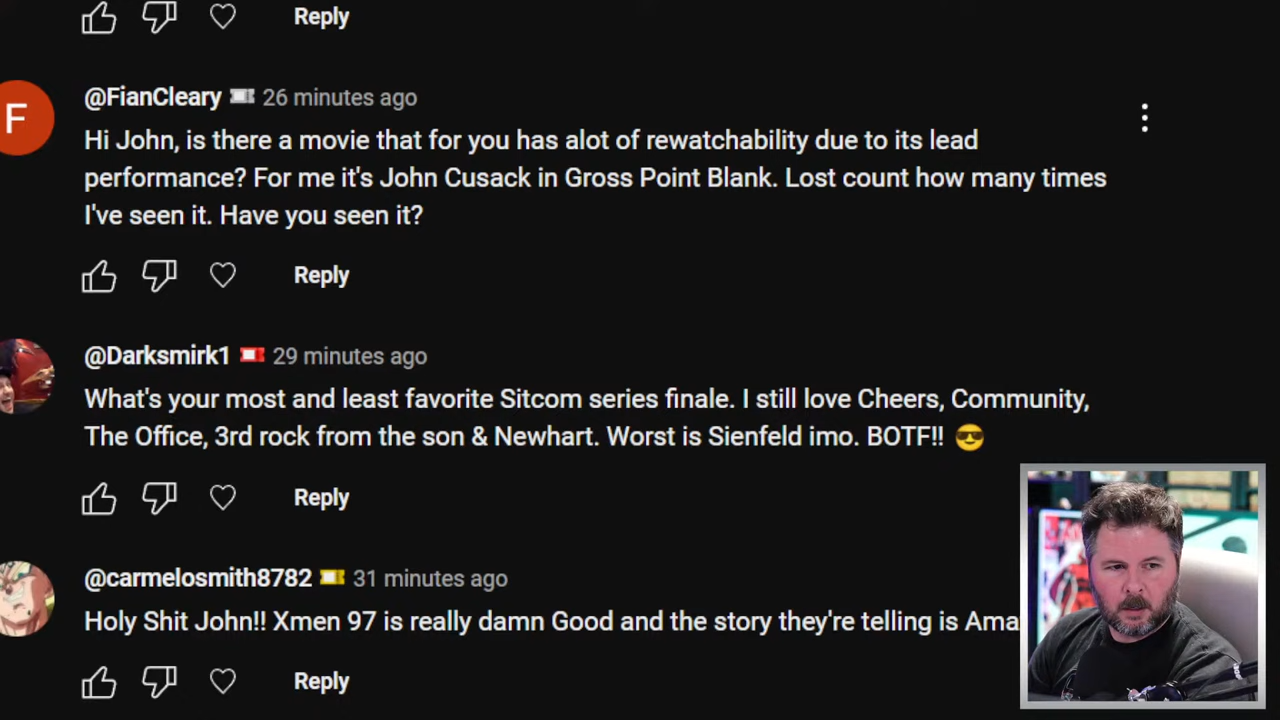 Reply
F
@FianCleary 26 minutes ago
Hi John, is there a movie that for you has alot of rewatchability due to its lead
performance? For me it's John Cusack in Gross Point Blank. Lost count how many times
I've seen it. Have you seen it?
Reply
@Darksmirk1 29 minutes ago
What's your most and least favorite Sitcom series finale. I still love Cheers, Community,
The Office, 3rd rock from the son & Newhart. Worst is Sienfeld imo. BOTF!! 😎
Reply
@carmelosmith8782 31 minutes ago
Holy Shit John!! Xmen 97 is really damn Good and the story they're telling is Ama
Reply